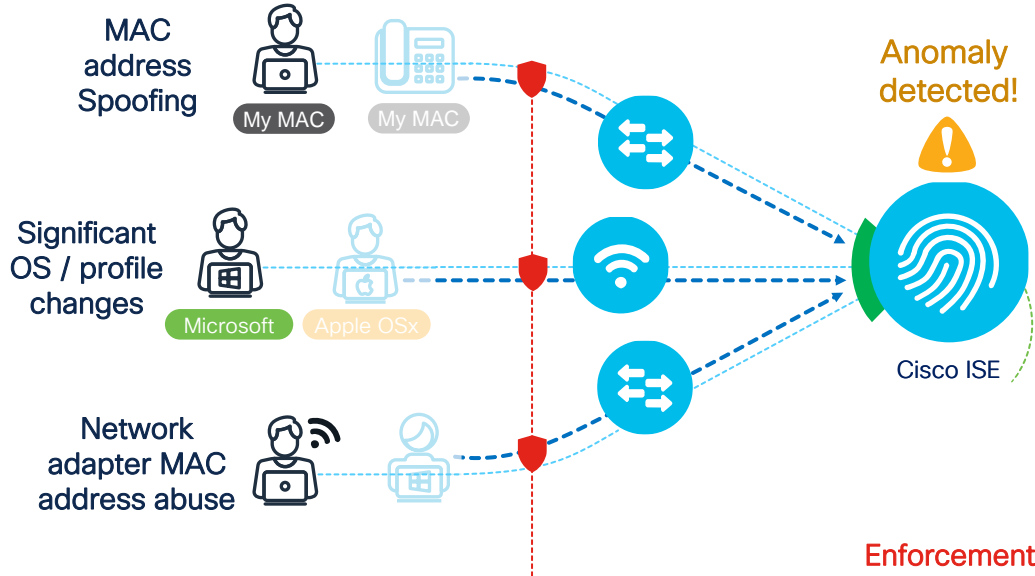 MAC
address
Spoofing
My MAC
My MAC
Significant
OS / profile
changes
Microsoft
Apple OSx
Network
adapter MAC
address abuse
Anomaly
detected!
Cisco ISE
Enforcement